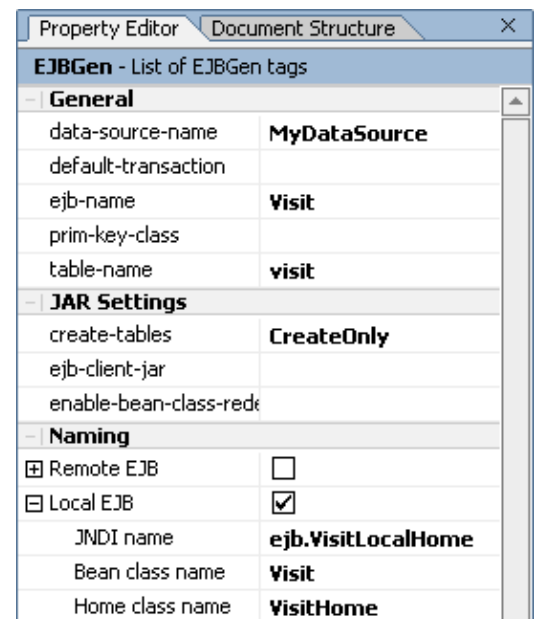 Property Editor Document Structure
EJBGen - List of EJBGen tags
General
data-source-name MyDataSource
default-transaction
ejb-name Visit
prim-key-class
table-name visit
JAR Settings
create-tables CreateOnly
ejb-client-jar
enable-bean-class-rede
Naming
Remote EJB
Local EJB
JNDI name ejb.VisitLocalHome
Bean class name Visit
Home class name VisitHome